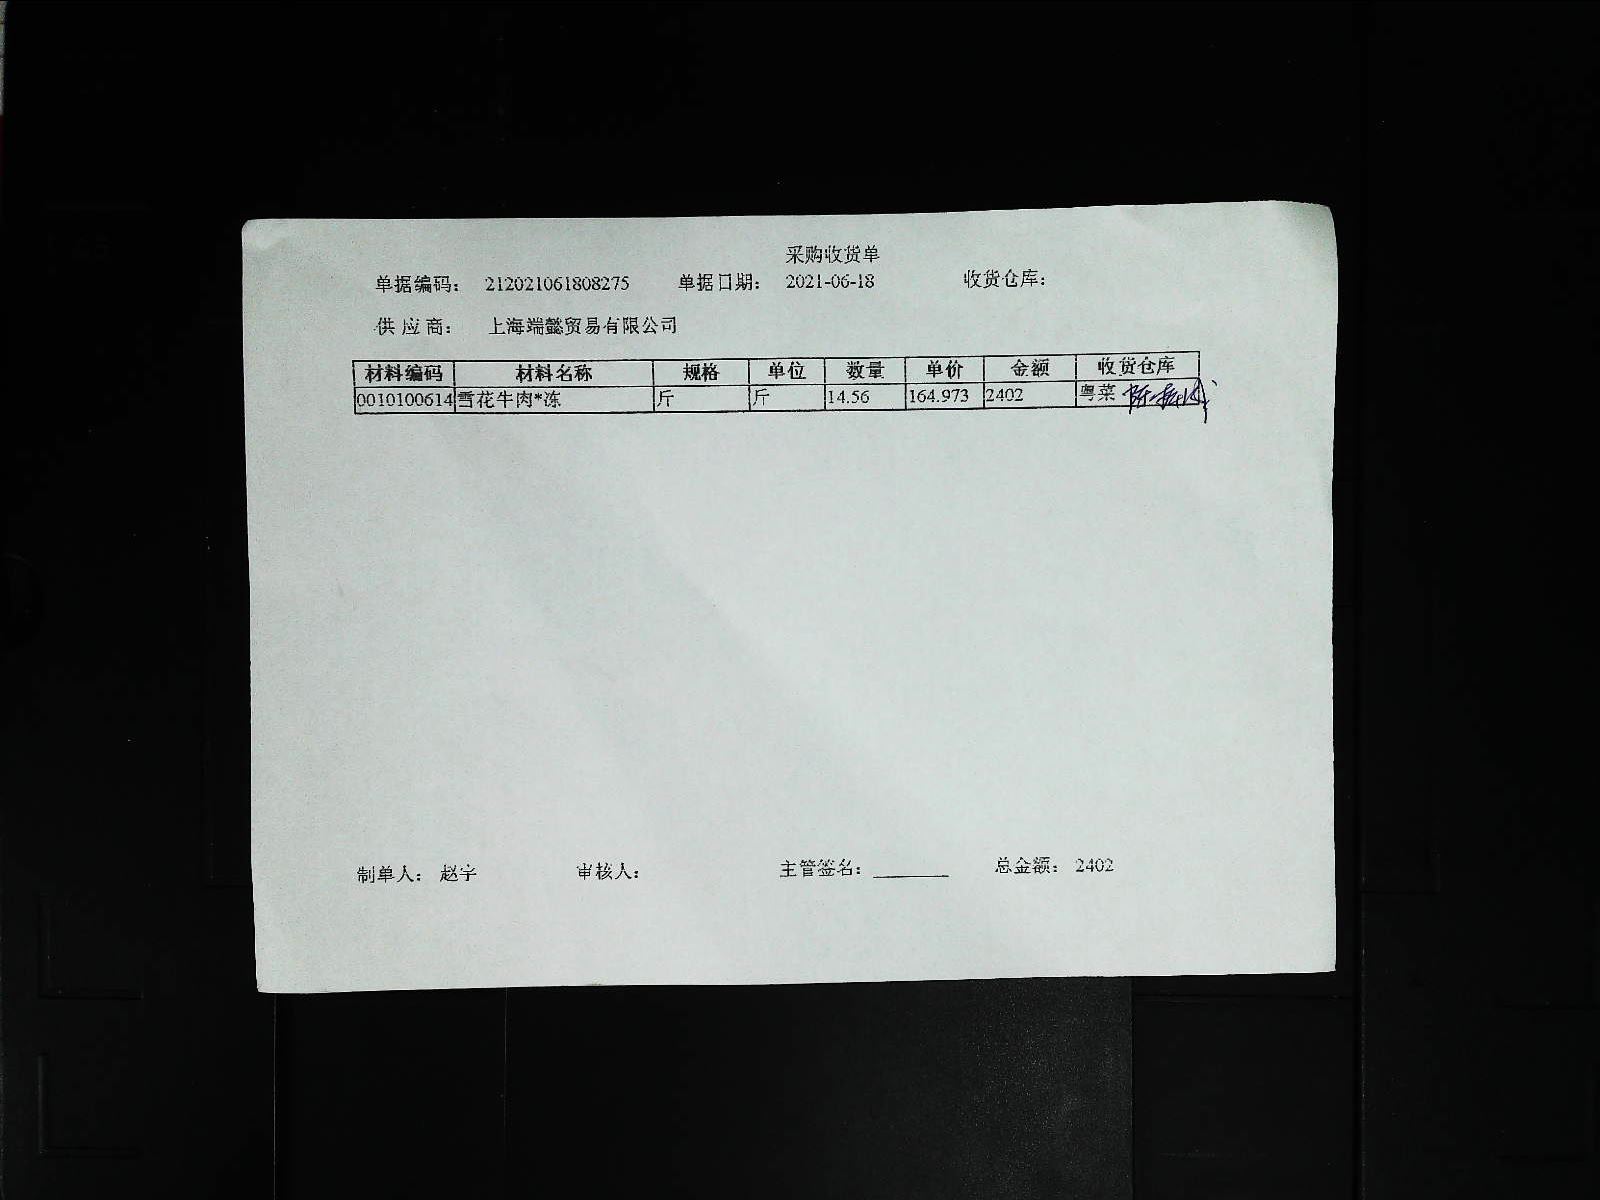 采购收货单
单据编码： 212021061808275 单据日期： 2021-06-18 收货仓库：
供应商： 上海端懿贸易有限公司
材料编码 材料名称 规格 单位 数量 单价 金额 收货仓库
0010100614 雪花牛肉*冻 斤 斤 14.56 164.973 2402 粤菜
制单人： 赵宇 审核人： 主管签名： 总金额： 2402